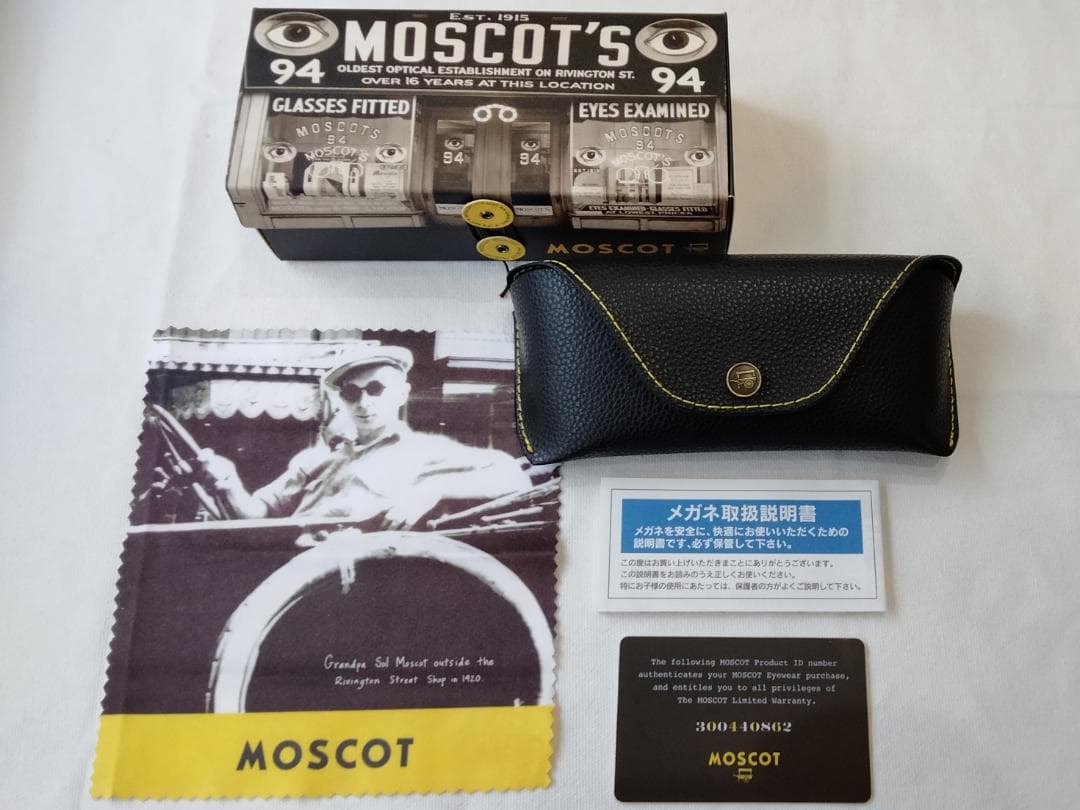 EST. 1915
MOSCOT'S
94 OLDEST OPTICAL ESTABLISHMENT ON RIVINGTON ST. 94
OVER 16 YEARS AT THIS LOCATION
GLASSES FITTED
EYES EXAMINED
MOSCOT'S
94
MOSCOT'S
94
94
MOSCOT'S
94
MOSCOT'S
MOSCOT'S
EYES EXAMINED-GLASSES FITTED
AT LOWEST PRICES
MOSCOT
メガネ取扱説明書
メガネを安全に、快適にお使いいただくための
説明書です、必ず保管して下さい。
この度はお買い上げいただきまことにありがとうございます。
この説明書をお読みのうえ正しくお使いください。
特にお子様の使用にあたっては、保護者の方がよくご説明して下さい。
Grandpa Sol Moscot outside the
Rivington Street Shop in 1920.
MOSCOT
The following MOSCOT Product ID number
authenticates your MOSCOT Eyewear purchase,
and entitles you to all privileges of
The MOSCOT Limited Warranty.
300440862
MOSCOT